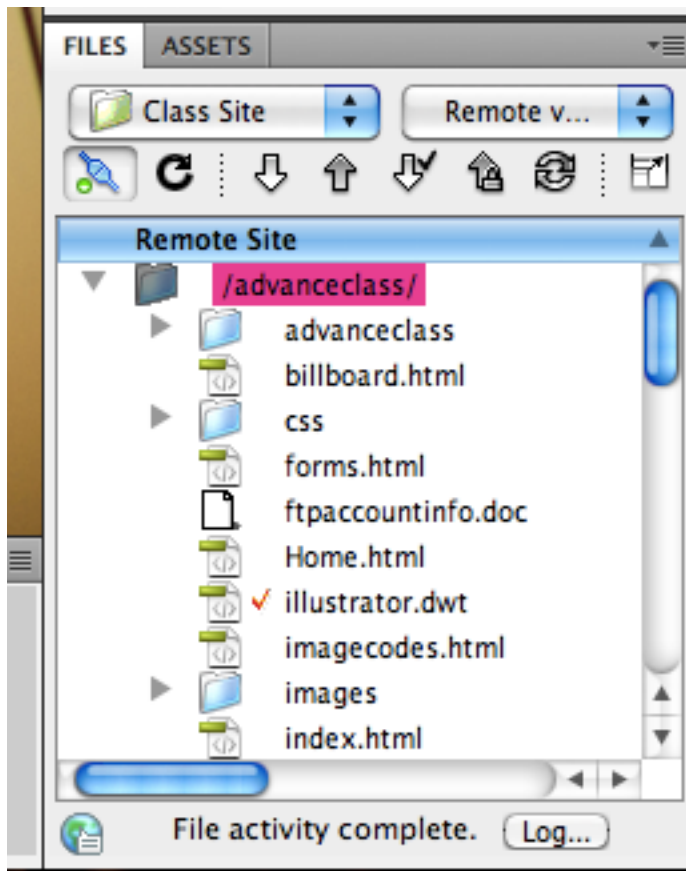 FILES ASSETS
Class Site Remote v...
Remote Site
/advanceclass/
advanceclass
billboard.html
css
forms.html
ftpaccountinfo.doc
Home.html
illustrator.dwt
imagecodes.html
images
index.html
File activity complete. Log...